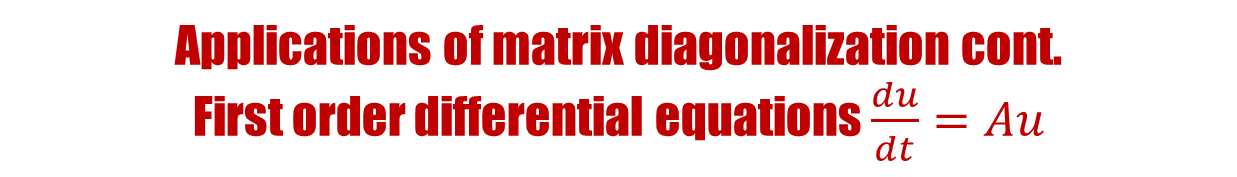 Applications of matrix diagonalization cont.
First order differential equations du/dt = Au